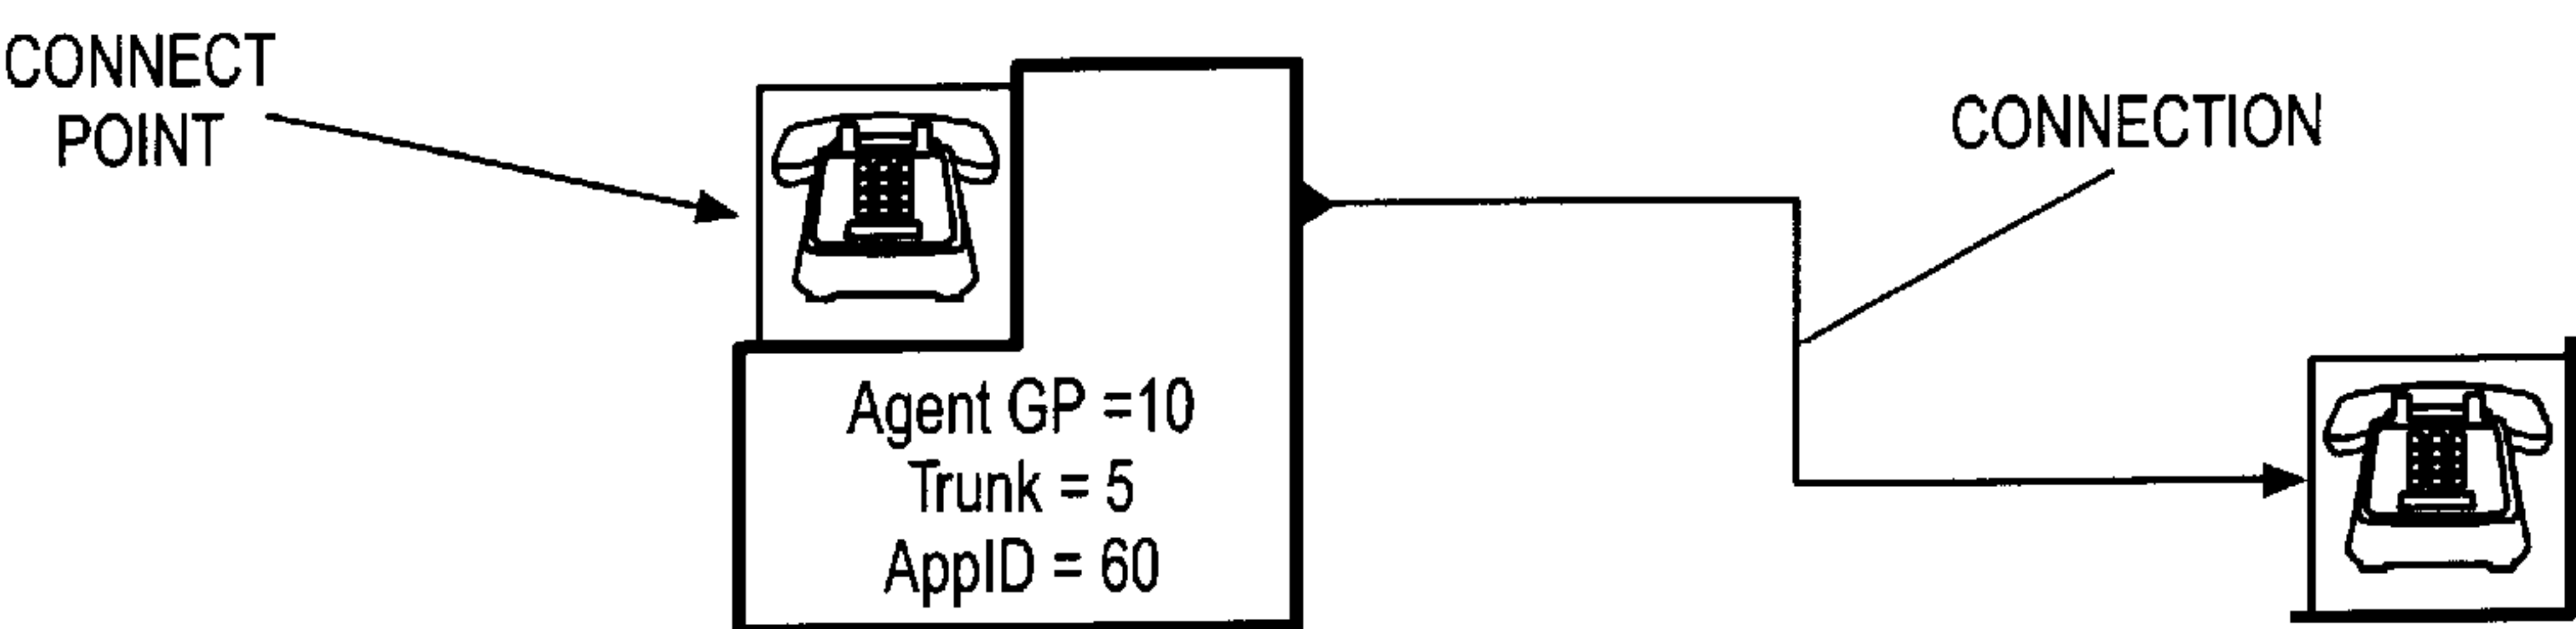 CONNECT
POINT
CONNECTION
Agent GP =10
Trunk = 5
AppID = 60